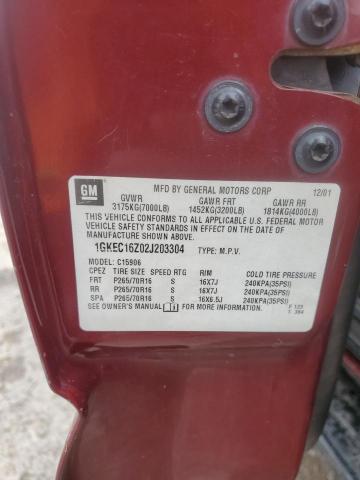 GM
MFD BY GENERAL MOTORS CORP 12/01
GVWR GAWR FRT GAWR RR
3175KG(7000LB) 1452KG(3200LB) 1814KG(4000LB)
THIS VEHICLE CONFORMS TO ALL APPLICABLE U.S. FEDERAL MOTOR
VEHICLE SAFETY STANDARDS IN EFFECT ON THE DATE OF
MANUFACTURE SHOWN ABOVE.
1GKEC16Z02J203304 TYPE: M.P.V.
MODEL: C15906
CPEZ TIRE SIZE SPEED RTG RIM COLD TIRE PRESSURE
FRT P265/70R16 S 16X7J 240KPA(35PSI)
RR P265/70R16 S 16X7J 240KPA(35PSI)
SPA P265/70R16 S 16X6.5J 240KPA(35PSI)
SEE OWNER'S MANUAL FOR MORE INFORMATION.